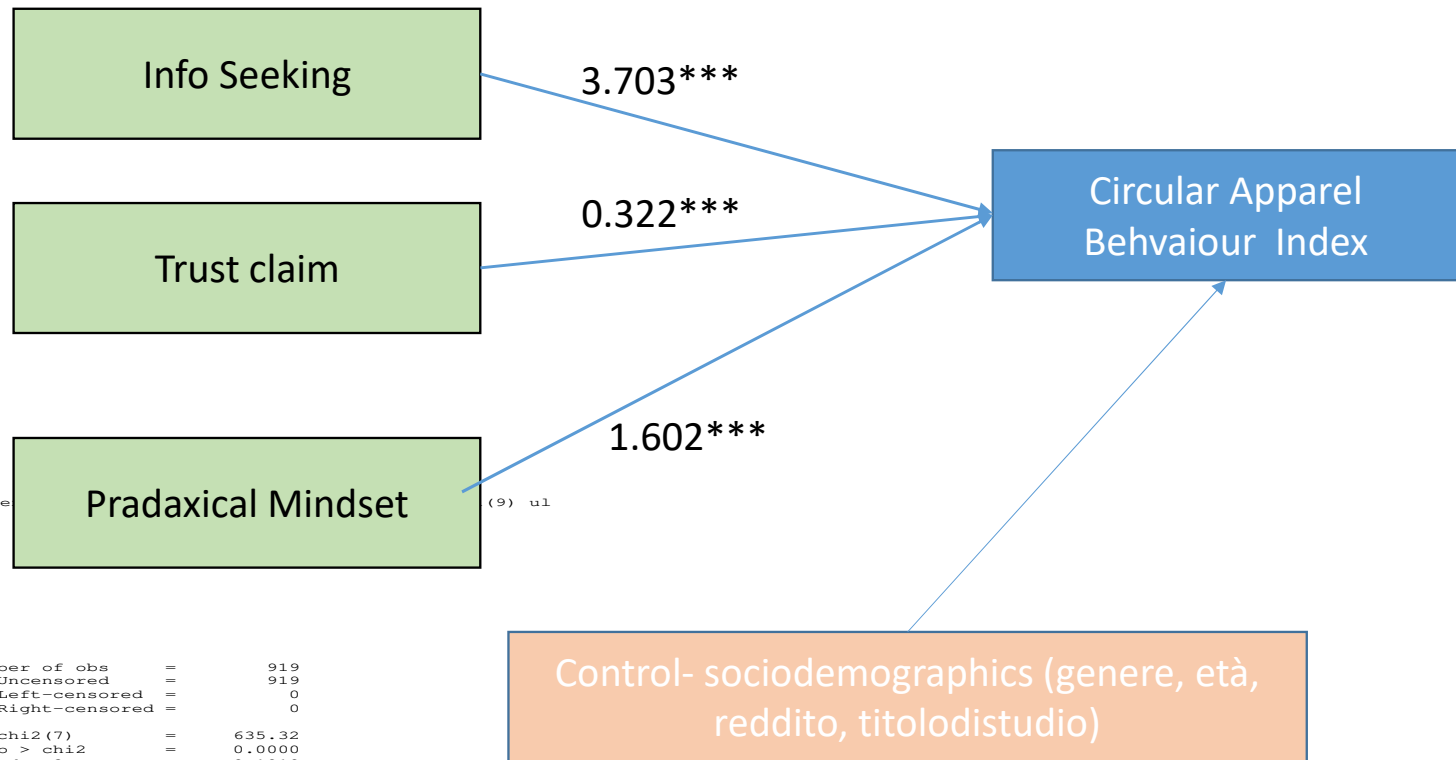 Info Seeking
3.703***
Circular Apparel
Behvaiour Index
0.322***
Trust claim
1.602***
Pradaxical Mindset
(9) ul
Control- sociodemographics (genere, età,
reddito, titolodistudio)
ber of obs = 919
Uncensored = 919
Left-censored = 0
Right-censored = 0
chi2(7) = 635.32
> chi2 = 0.0000